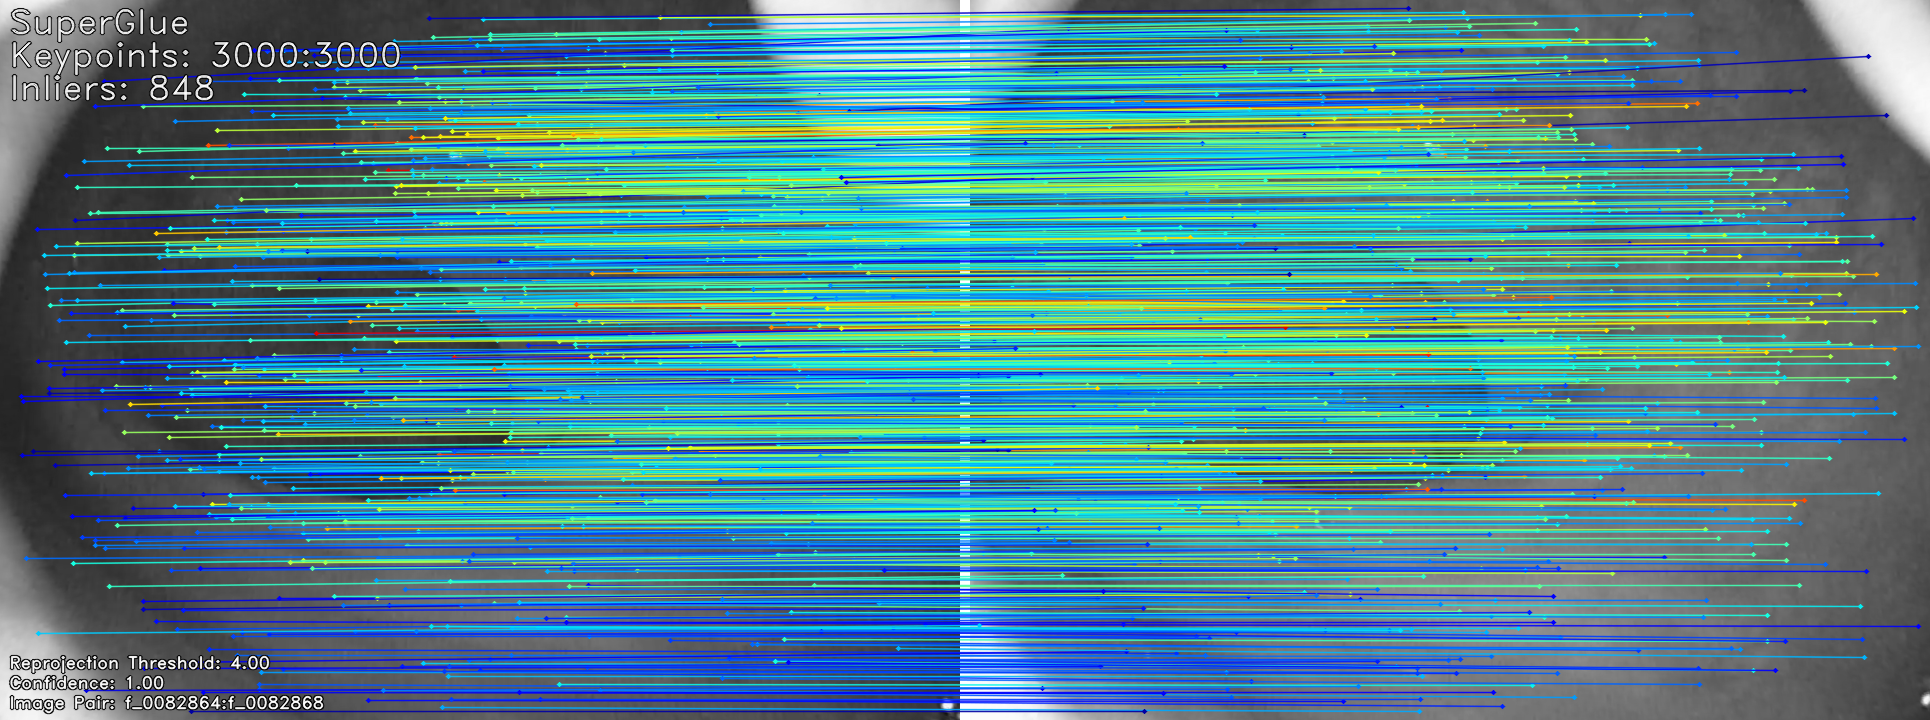 SuperGlue
Keypoints: 3000:3000
Inliers: 848
Reprojection Threshold: 4.00
Confidence: 1.00
Image Pair: f_0082864:f_0082868